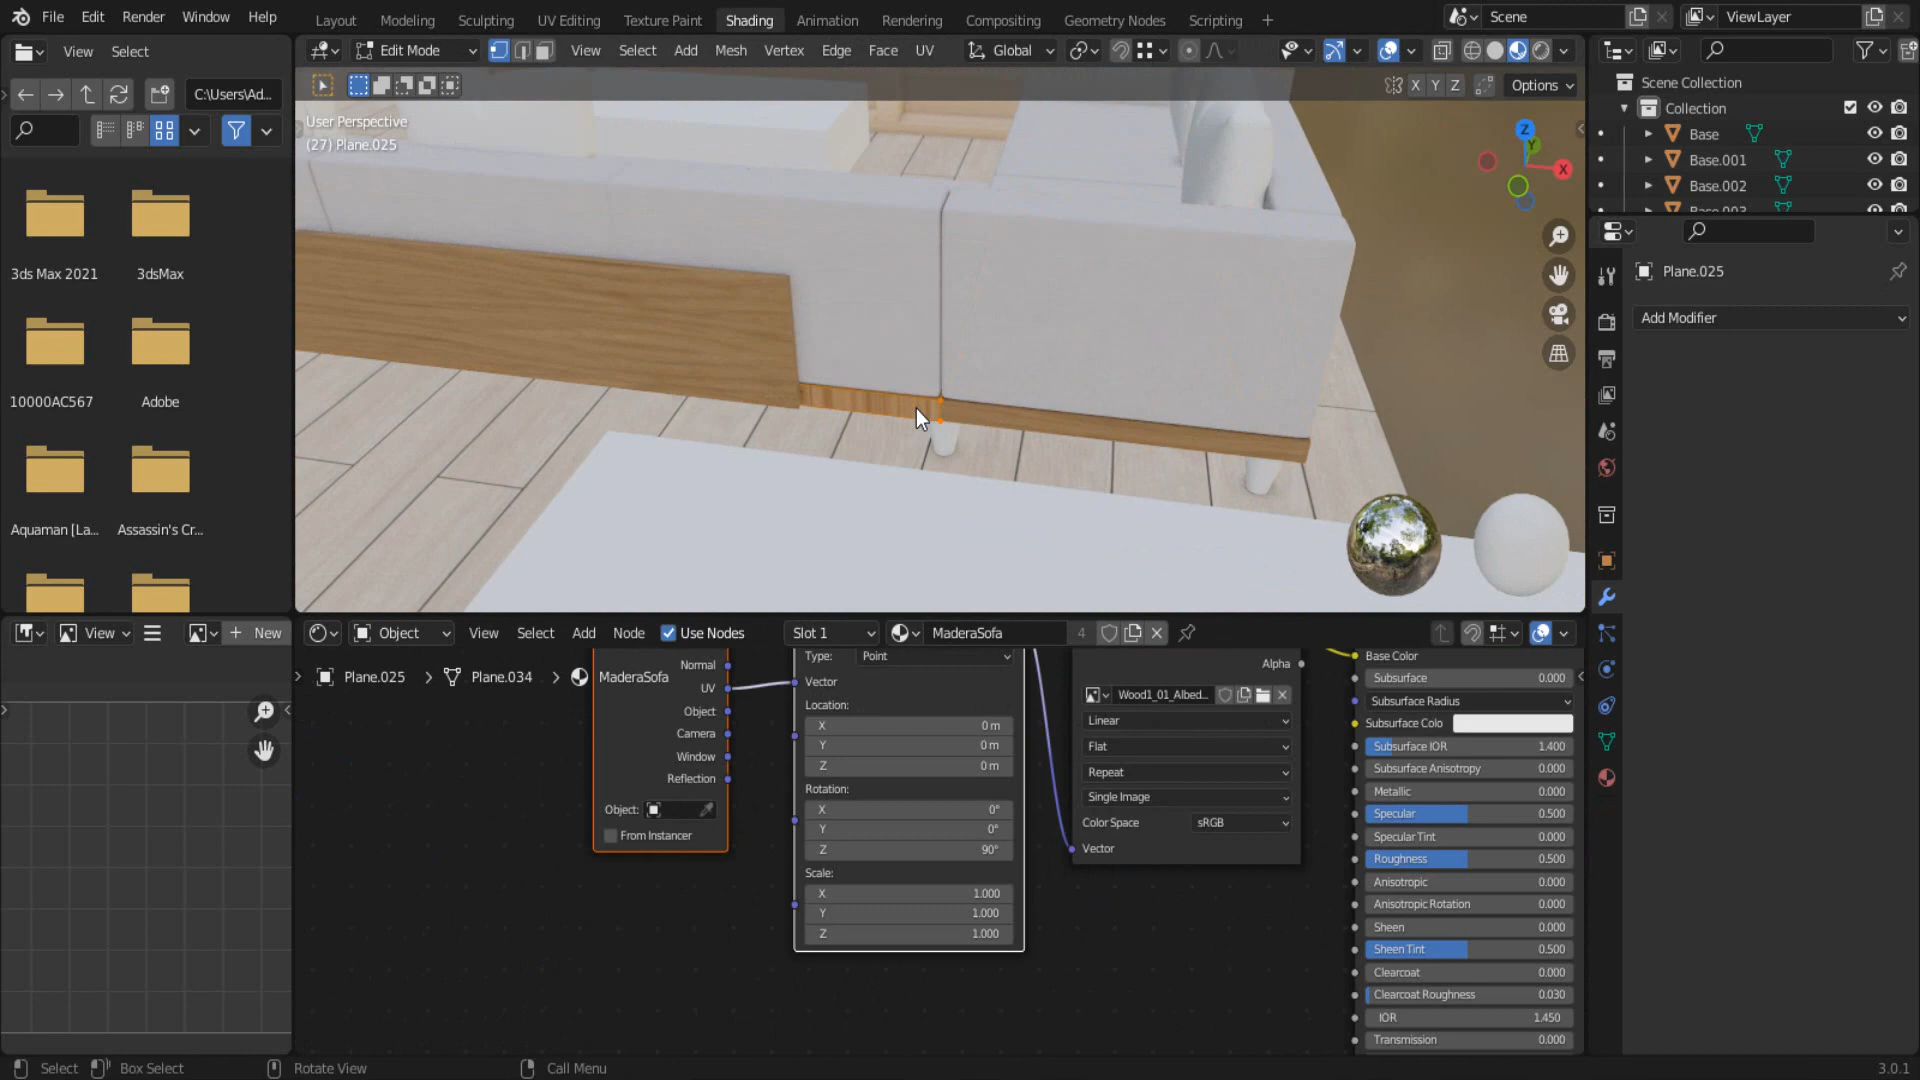 File Edit Render Window Help
Layout Modeling Sculpting UV Editing Texture Paint Shading Animation Rendering Compositing Geometry Nodes Scripting
Scene
ViewLayer
View Select
Edit Mode
View Select Add Mesh Vertex Edge Face UV
Global
C:\Users\Ad...
X Y Z
Options
User Perspective
(27) Plane.025
Z
Y
X
Scene Collection
Collection
Base
Base.001
Base.002
Base.003
Plane.025
Add Modifier
3ds Max 2021
3dsMax
10000AC567
Adobe
Aquaman [La...
Assassin's Cr...
View
New
Object
View Select Add Node
Use Nodes
Slot 1
MaderaSofa
4
Plane.025
Plane.034
MaderaSofa
Normal
UV
Object
Camera
Window
Reflection
Object:
From Instancer
Type: Point
Vector
Location:
X 0 m
Y 0 m
Z 0 m
Rotation:
X 0°
Y 0°
Z 90°
Scale:
X 1.000
Y 1.000
Z 1.000
Alpha
Wood1_01_Albed...
Linear
Flat
Repeat
Single Image
Color Space sRGB
Vector
Base Color
Subsurface 0.000
Subsurface Radius
Subsurface Colo
Subsurface IOR 1.400
Subsurface Anisotropy 0.000
Metallic 0.000
Specular 0.500
Specular Tint 0.000
Roughness 0.500
Anisotropic 0.000
Anisotropic Rotation 0.000
Sheen 0.000
Sheen Tint 0.500
Clearcoat 0.000
Clearcoat Roughness 0.030
IOR 1.450
Transmission 0.000
Select
Box Select
Rotate View
Call Menu
3.0.1